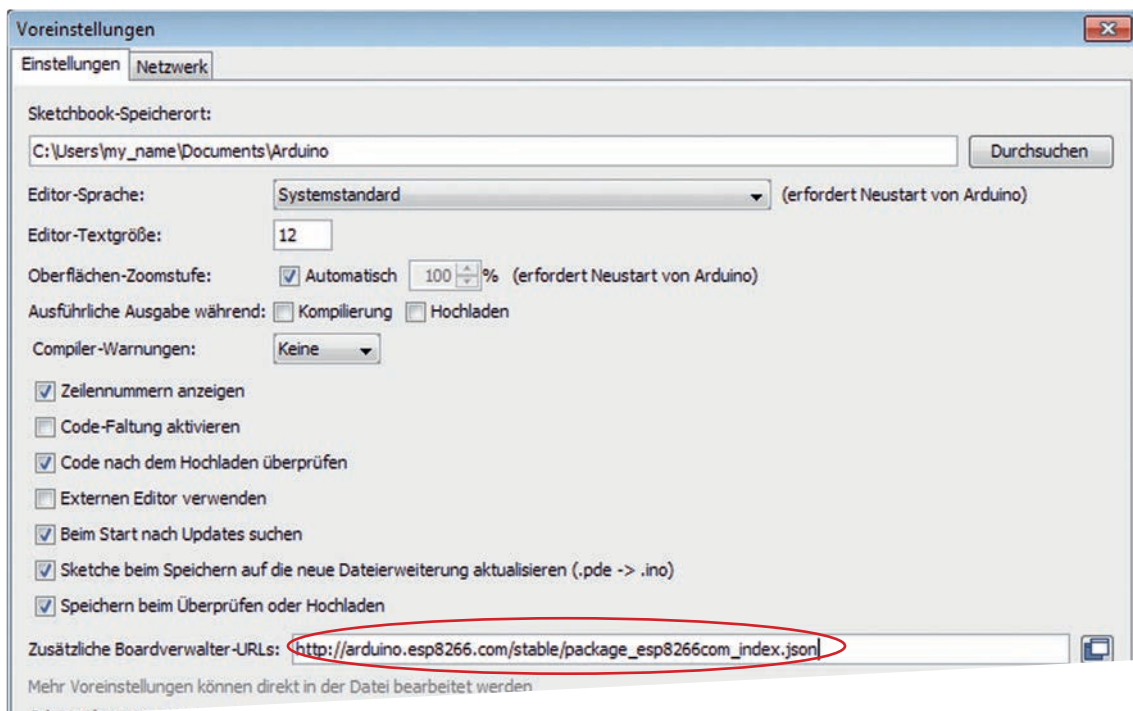 Voreinstellungen
Einstellungen Netzwerk
Sketchbook-Speicherort:
C:\Users\my_name\Documents\Arduino Durchsuchen
Editor-Sprache: Systemstandard (erfordert Neustart von Arduino)
Editor-Textgröße: 12
Oberflächen-Zoomstufe: Automatisch 100 % (erfordert Neustart von Arduino)
Ausführliche Ausgabe während: Kompilierung Hochladen
Compiler-Warnungen: Keine
Zeilennummern anzeigen
Code-Faltung aktivieren
Code nach dem Hochladen überprüfen
Externen Editor verwenden
Beim Start nach Updates suchen
Sketche beim Speichern auf die neue Dateierweiterung aktualisieren (.pde -> .ino)
Speichern beim Überprüfen oder Hochladen
Zusätzliche Boardverwalter-URLs: http://arduino.esp8266.com/stable/package_esp8266com_index.json
Mehr Voreinstellungen können direkt in der Datei bearbeitet werden